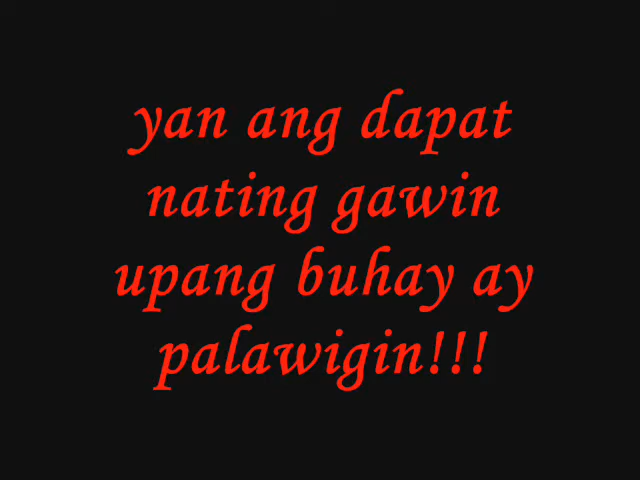 yan ang dapat
nating gawin
upang buhay ay
palawigin!!!